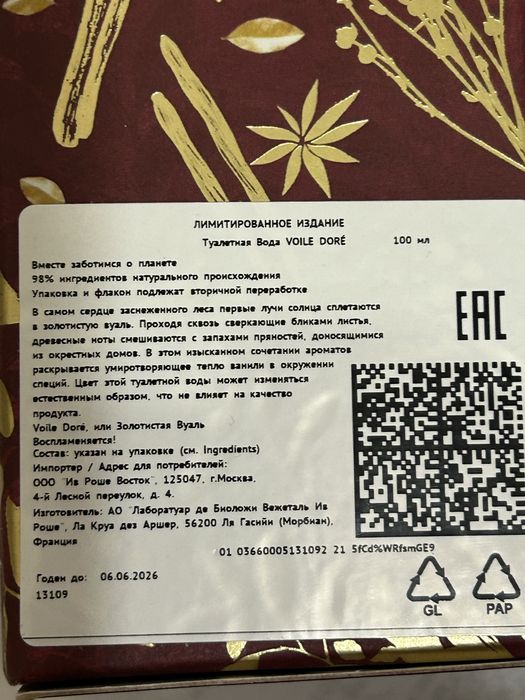 ЛИМИТИРОВАННОЕ ИЗДАНИЕ
Туалетная Вода VOILE DORÉ 100 мл
Вместе заботимся о планете
98% ингредиентов натурального происхождения
Упаковка и флакон подлежат вторичной переработке
В самом сердце заснеженного леса первые лучи солнца сплетаются
в золотистую вуаль. Проходя сквозь сверкающие бликами листья,
древесные ноты смешиваются с запахами пряностей, доносящимися
из окрестных домов. В этом изысканном сочетании ароматов
раскрывается умиротворяющее тепло ванили в окружении
специй. Цвет этой туалетной воды может изменяться
естественным образом, что не влияет на качество
продукта.
Voile Doré, или Золотистая Вуаль
Воспламеняется!
Состав: указан на упаковке (см. Ingredients)
Импортер / Адрес для потребителей:
ООО "Ив Роше Восток", 125047, г.Москва,
4-й Лесной переулок, д. 4.
Изготовитель: АО "Лаборатуар де Биоложи Вежеталь Ив
Роше", Ла Круа дез Аршер, 56200 Ля Гасийи (Морбиан),
Франция
EAC
01 03660005131092 21 5fCd%WRfsmGE9
Годен до: 06.06.2026
13109
GL PAP